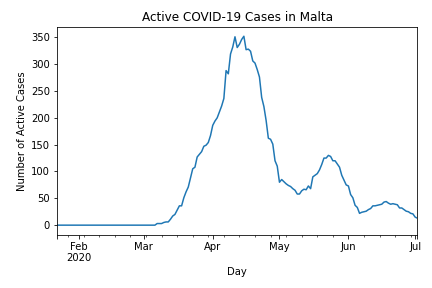 Active COVID-19 Cases in Malta
350
300
250
200
150
100
50
0
Number of Active Cases
Feb Mar Apr May Jun Jul
2020
Day